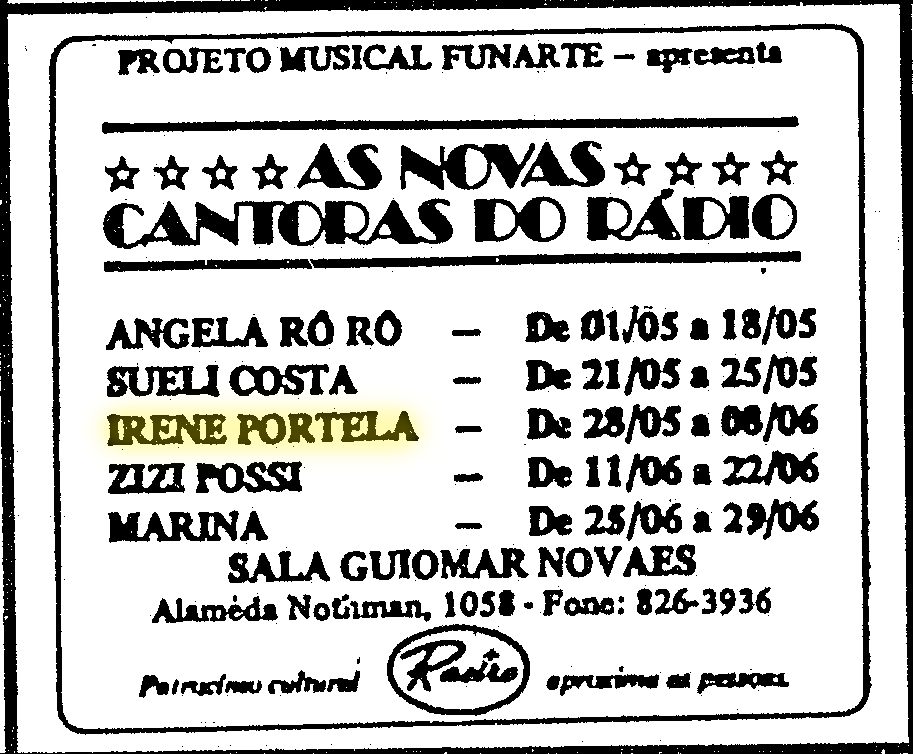 PROJETO MUSICAL FUNARTE – apresenta
AS NOVAS
CANTORAS DO RÁDIO
ANGELA RÔ RÔ – De 01/05 a 18/05
SUELI COSTA – De 21/05 a 25/05
IRENE PORTELA – De 28/05 a 08/06
ZIZI POSSI – De 11/06 a 22/06
MARINA – De 25/06 a 29/06
SALA GUIOMAR NOVAES
Alameda Nothman, 1058 - Fone: 826-3936
Patrocínio cultural
aproxima as pessoas.